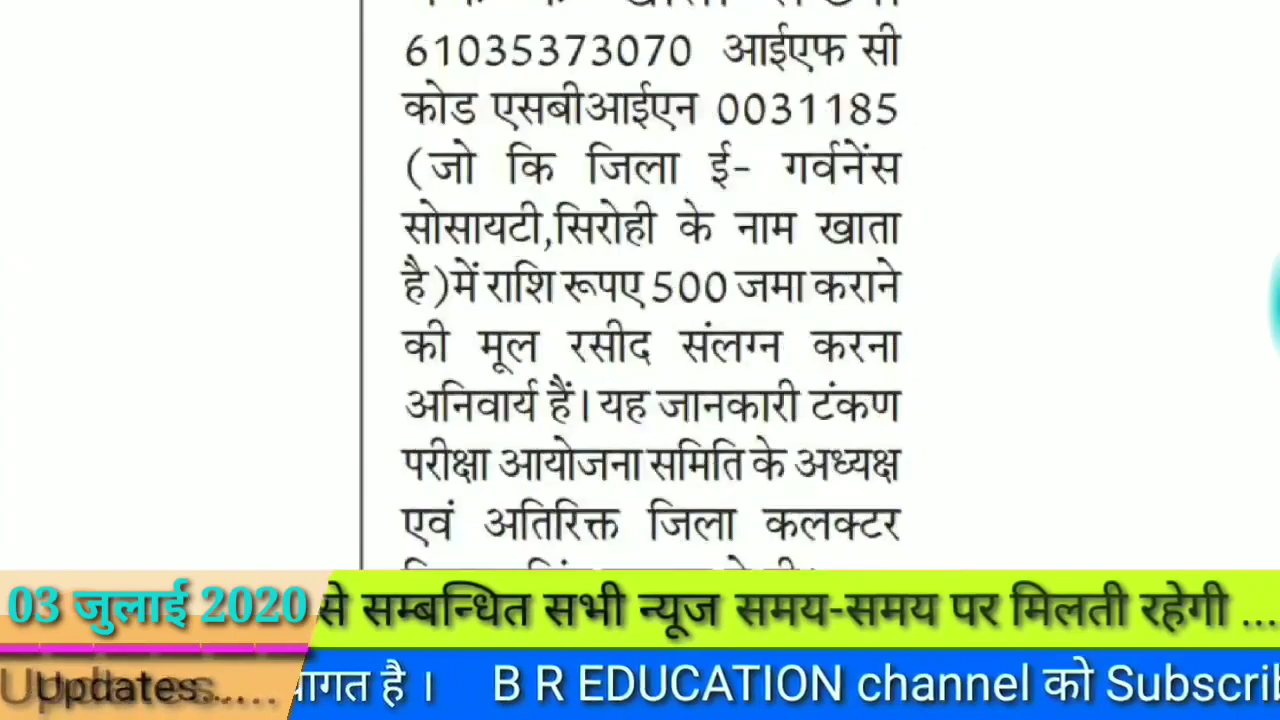 61035373070 आईएफ सी
कोड एसबीआईएन 0031185
(जो कि जिला ई- गर्वनेंस
सोसायटी,सिरोही के नाम खाता
है)में राशि रूपए 500 जमा कराने
की मूल रसीद संलग्न करना
अनिवार्य हैं। यह जानकारी टंकण
परीक्षा आयोजना समिति के अध्यक्ष
एवं अतिरिक्त जिला कलक्टर
03 जुलाई 2020
से सम्बन्धित सभी न्यूज समय-समय पर मिलती रहेगी ...
Updates......
है । B R EDUCATION channel को